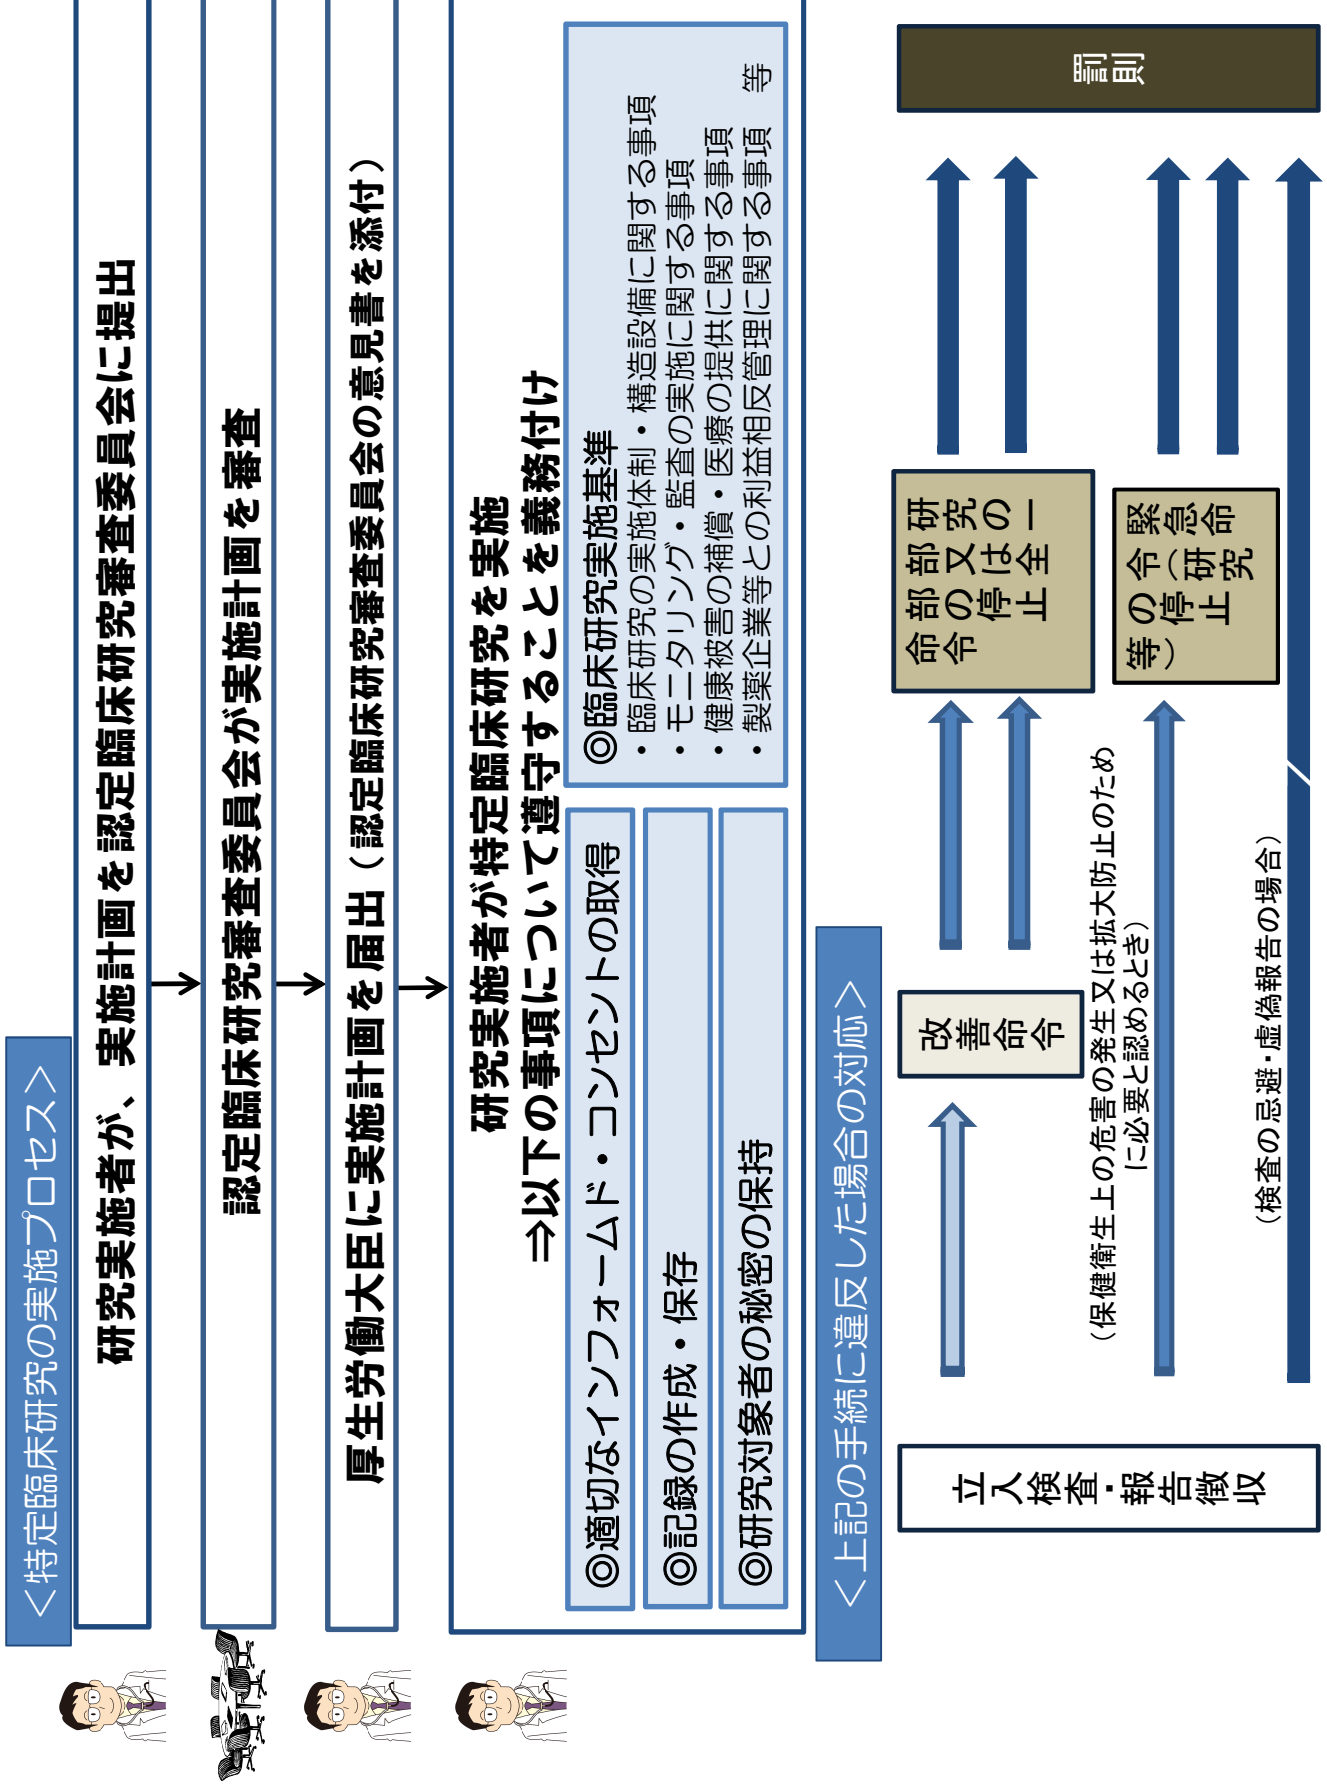 ＜特定臨床研究の実施プロセス＞
研究実施者が、実施計画を認定臨床研究審査委員会に提出
認定臨床研究審査委員会が実施計画を審査
厚生労働大臣に実施計画を届出（認定臨床研究審査委員会の意見書を添付）
研究実施者が特定臨床研究を実施
⇒以下の事項について遵守することを義務付け
◎適切なインフォームド・コンセントの取得
◎記録の作成・保存
◎研究対象者の秘密の保持
◎臨床研究実施基準
・臨床研究の実施体制・構造設備に関する事項
・モニタリング・監査の実施に関する事項
・健康被害の補償・医療の提供に関する事項
・製薬企業等との利益相反管理に関する事項　等
＜上記の手続に違反した場合の対応＞
立入検査・報告徴収
改善命令
研究の一
部又は全
部の停止
命令
緊急命
令（研究
の停止
等）
罰則
（保健衛生上の危害の発生又は拡大防止のため
に必要と認めるとき）
（検査の忌避・虚偽報告の場合）